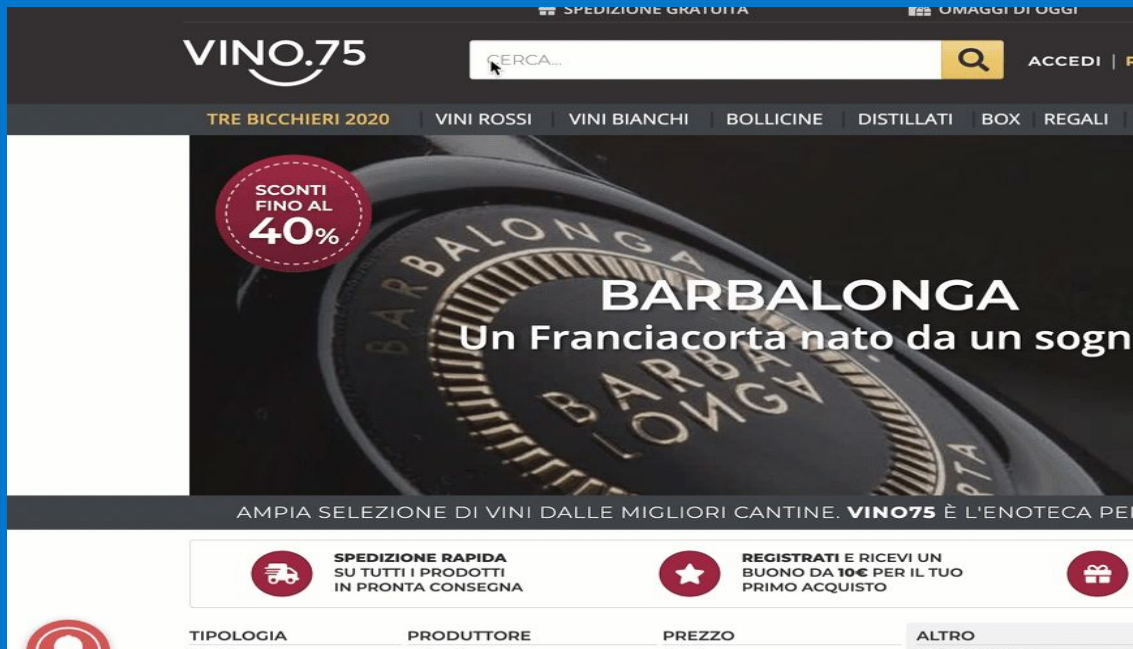 SPEDIZIONE GRATUITA
OMAGGI DI OGGI
VINO.75
CERCA...
ACCEDI |
TRE BICCHIERI 2020
VINI ROSSI
VINI BIANCHI
BOLLICINE
DISTILLATI
BOX
REGALI
SCONTI
FINO AL
40%
BARBALONGA
BARBALONGA
Un Franciacorta nato da un sogn
BARBA
LONGA
AMPIA SELEZIONE DI VINI DALLE MIGLIORI CANTINE. VINO75 È L'ENOTECA PE
SPEDIZIONE RAPIDA
SU TUTTI I PRODOTTI
IN PRONTA CONSEGNA
REGISTRATI E RICEVI UN
BUONO DA 10€ PER IL TUO
PRIMO ACQUISTO
TIPOLOGIA
PRODUTTORE
PREZZO
ALTRO